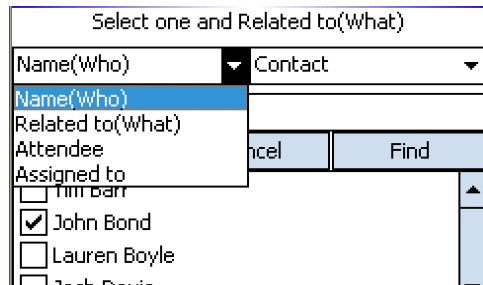 Select one and Related to(What)
Name(Who) Contact
Name(Who)
Related to(What)
Attendee
Assigned to
Find
John Bond
Lauren Boyle